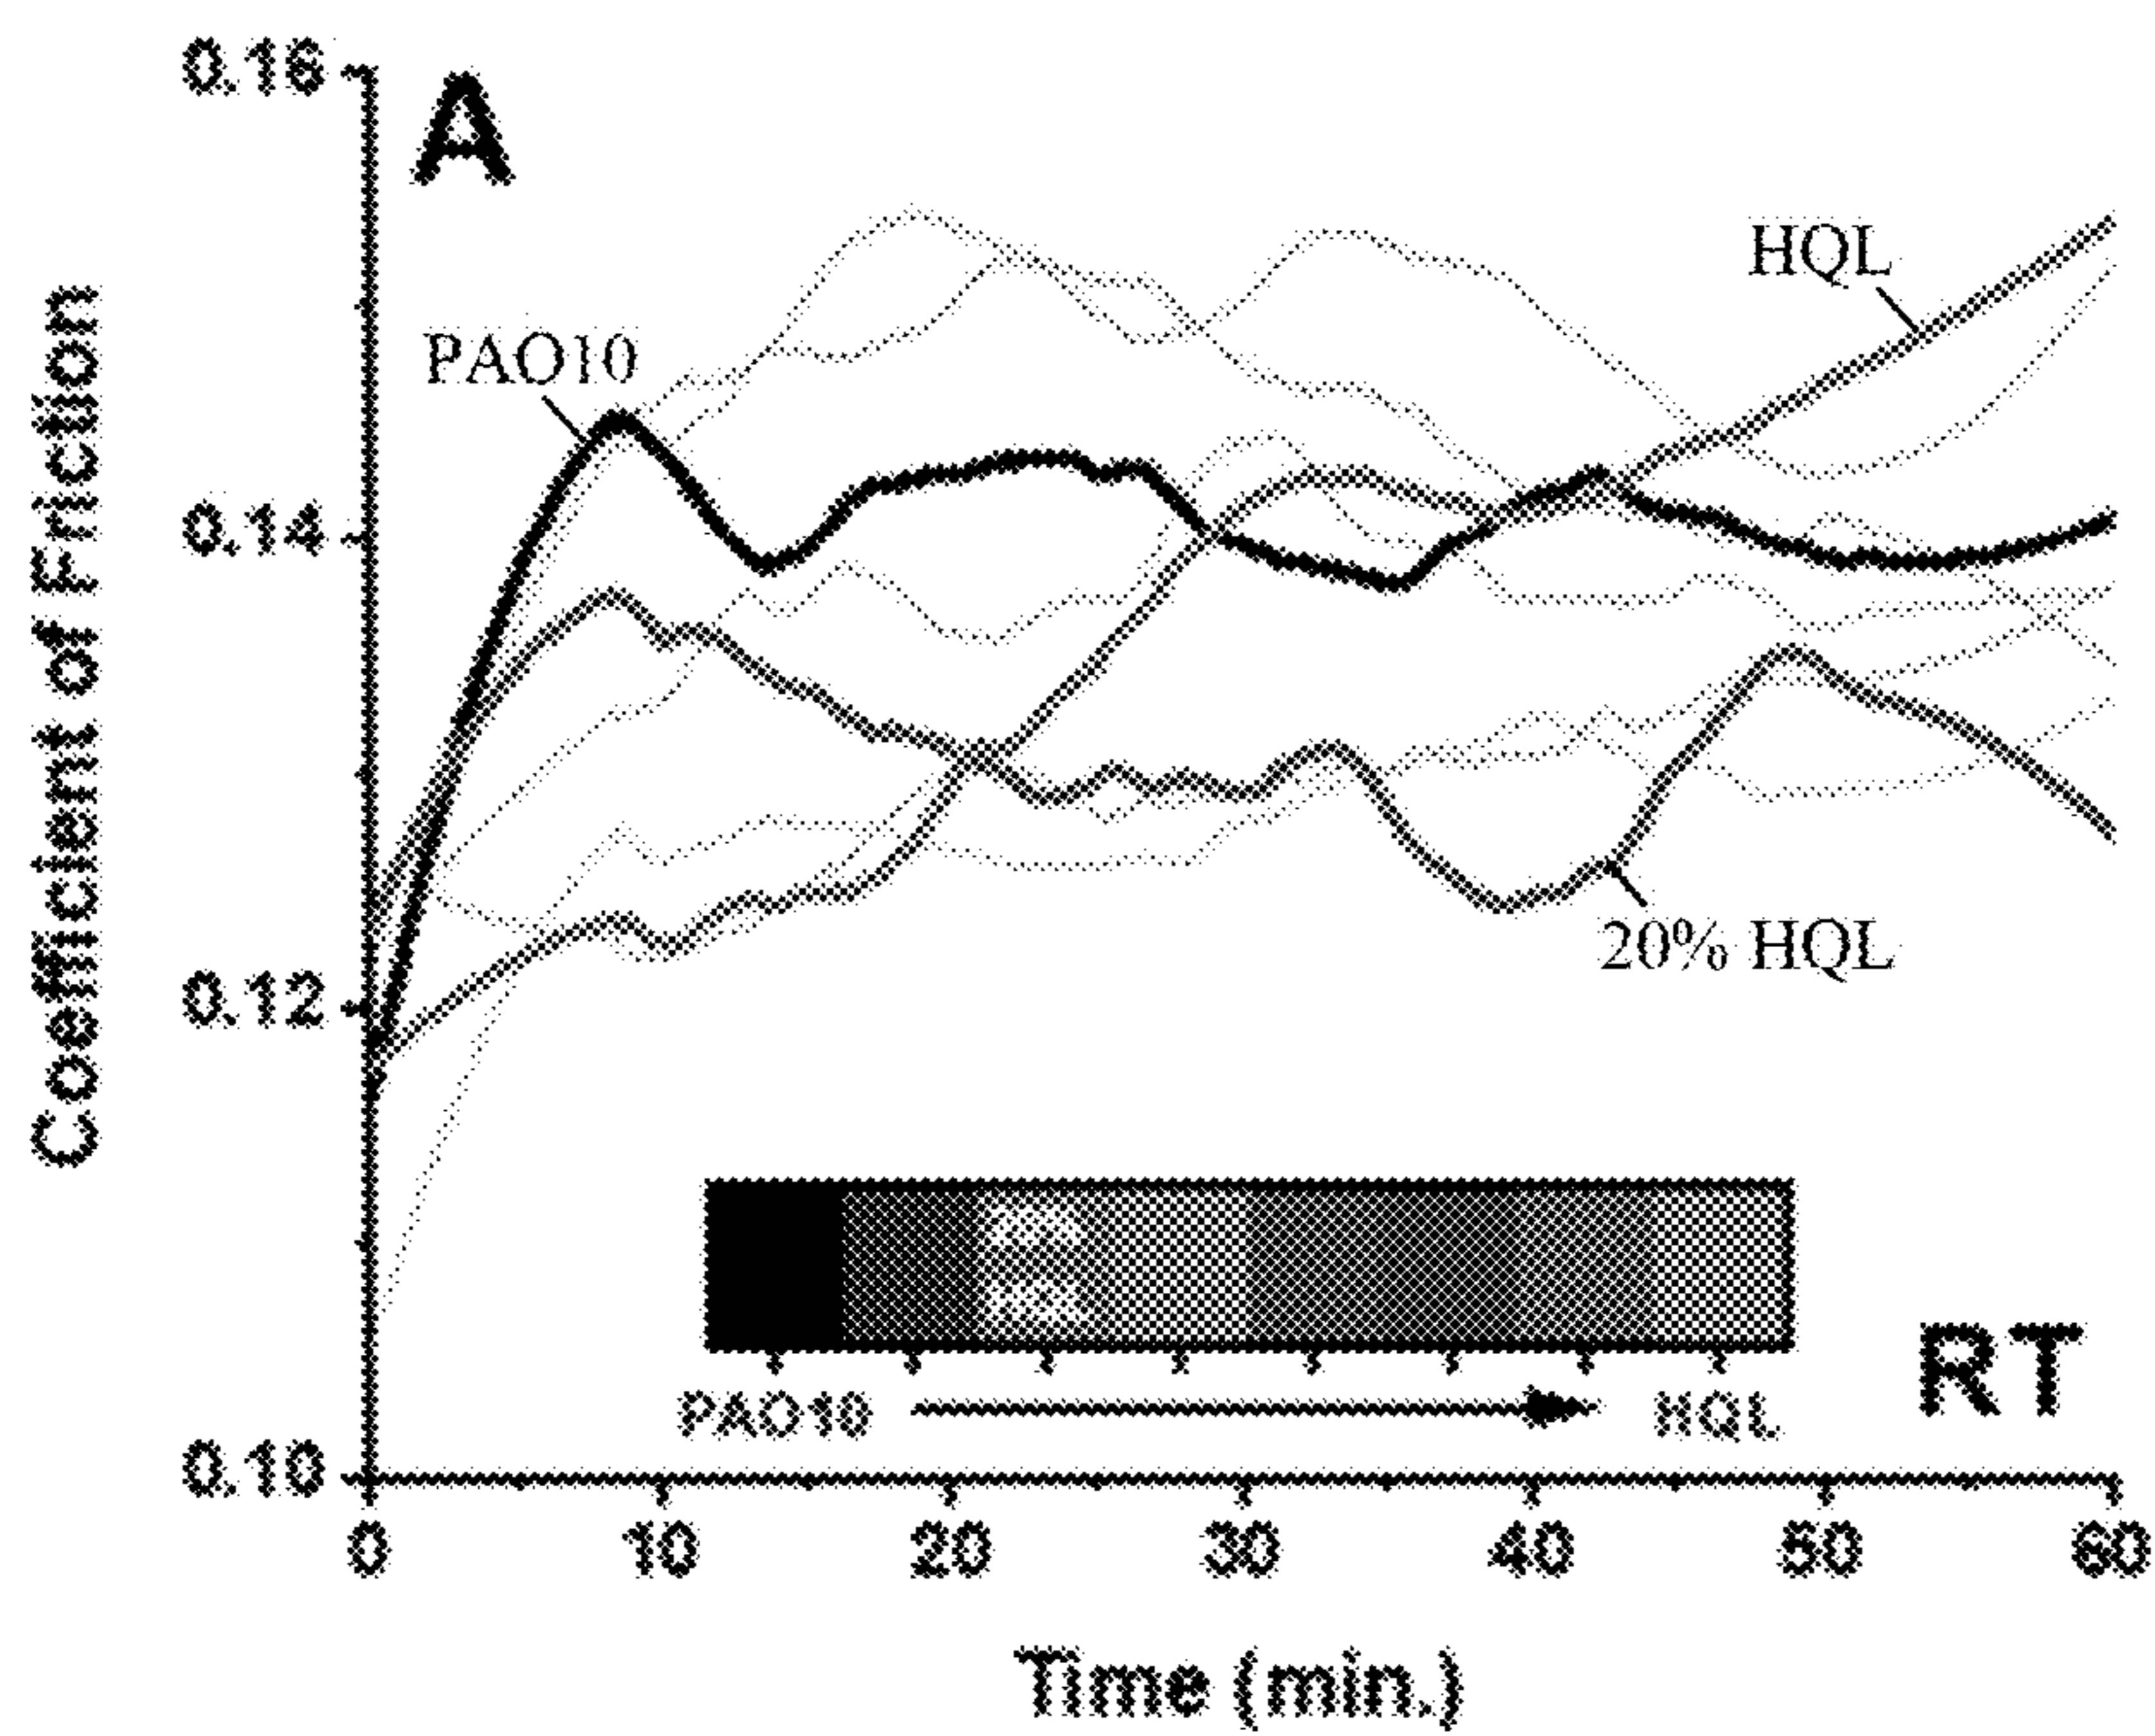 0.16
A
HQL
PAO10
0.14
20% HQL
0.12
Coefficient of Friction
PAO10
HQL
RT
0.10
0 10 20 30 40 50 60
Time (min.)